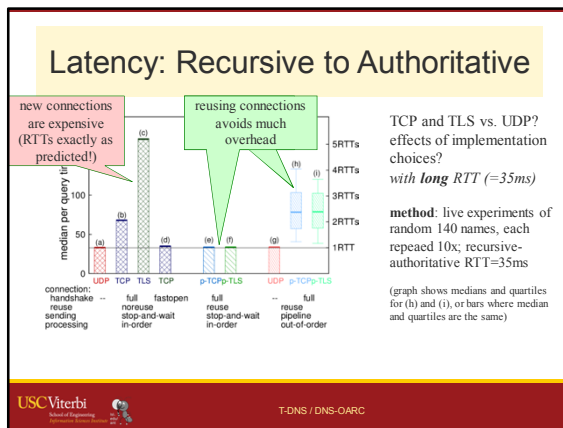 Latency: Recursive to Authoritative
new connections
are expensive
(RTTs exactly as
predicted!)
reusing connections
avoids much
overhead
median per query ti
100
50
0
(a)
(b)
(c)
(d)
(e)
(f)
(g)
(h)
(i)
5RTTs
4RTTs
3RTTs
2RTTs
1RTT
UDP TCP TLS TCP p-TCP p-TLS UDP p-TCP p-TLS
connection:
handshake -- full fastopen full -- full
reuse noreuse reuse reuse
sending stop-and-wait stop-and-wait pipeline
processing in-order in-order out-of-order
TCP and TLS vs. UDP?
effects of implementation
choices?
with long RTT (=35ms)
method: live experiments of
random 140 names, each
repeaed 10x; recursive-
authoritative RTT=35ms
(graph shows medians and quartiles
for (h) and (i), or bars where median
and quartiles are the same)
USC Viterbi
School of Engineering
Information Sciences Institute
T-DNS / DNS-OARC